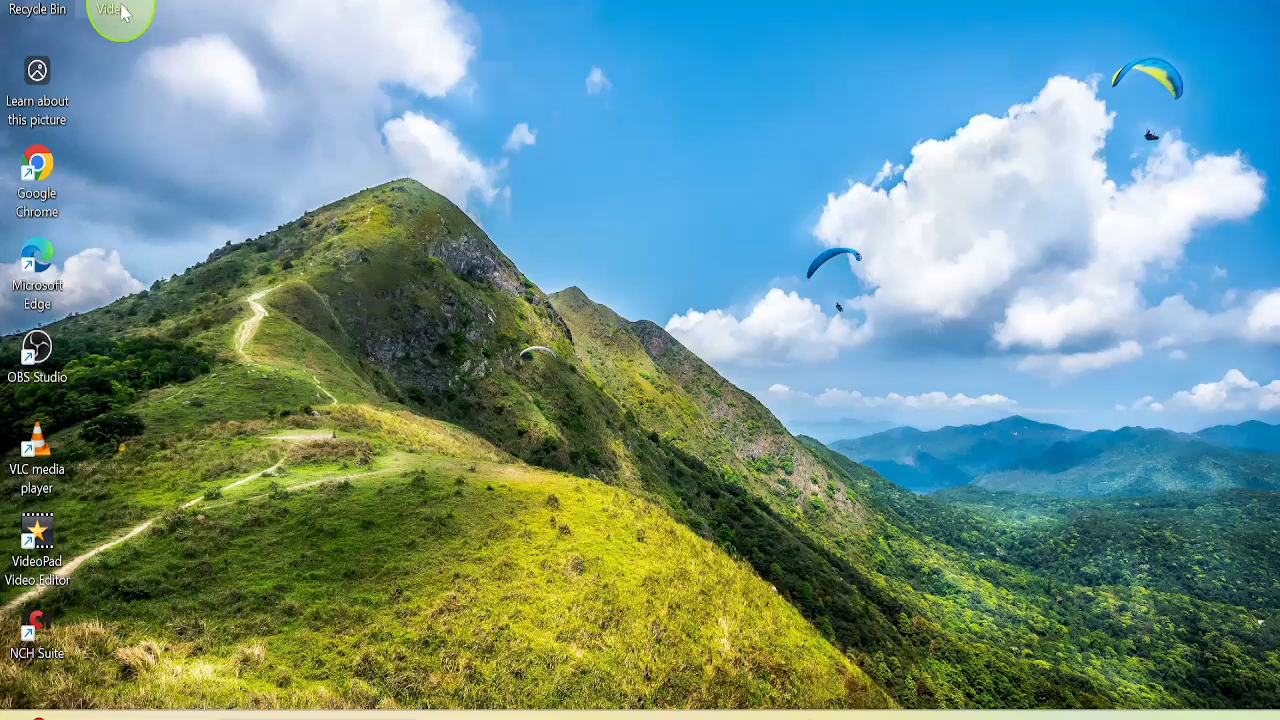 Recycle Bin
Learn about
this picture
Google
Chrome
Microsoft
Edge
OBS Studio
VLC media
player
VideoPad
Video Editor
NCH Suite